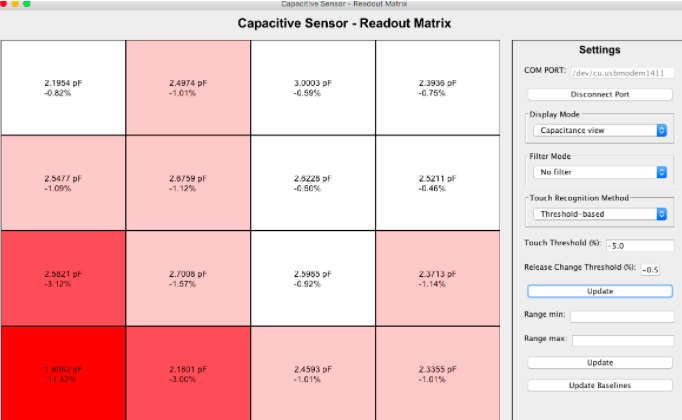 Capacitive Sensor - Readout Matrix
Capacitive Sensor - Readout Matrix
2.1954 pF
-0.82%
2.4974 pF
-1.01%
3.0003 pF
-0.59%
2.3936 pF
-0.75%
2.5477 pF
-1.09%
2.6759 pF
-1.12%
2.6228 pF
-0.50%
2.5211 pF
-0.46%
2.5821 pF
-3.12%
2.7008 pF
-1.57%
2.5985 pF
-0.92%
2.3713 pF
-1.14%
1.8062 pF
-11.32%
2.1801 pF
-3.00%
2.4593 pF
-1.01%
2.3355 pF
-1.01%
Settings
COM PORT: /dev/cu.usbmodem1411
Disconnect Port
Display Mode
Capacitance view
Filter Mode
No filter
Touch Recognition Method
Threshold-based
Touch Threshold (%): -5.0
Release Change Threshold (%): -0.5
Update
Range min:
Range max:
Update
Update Baselines